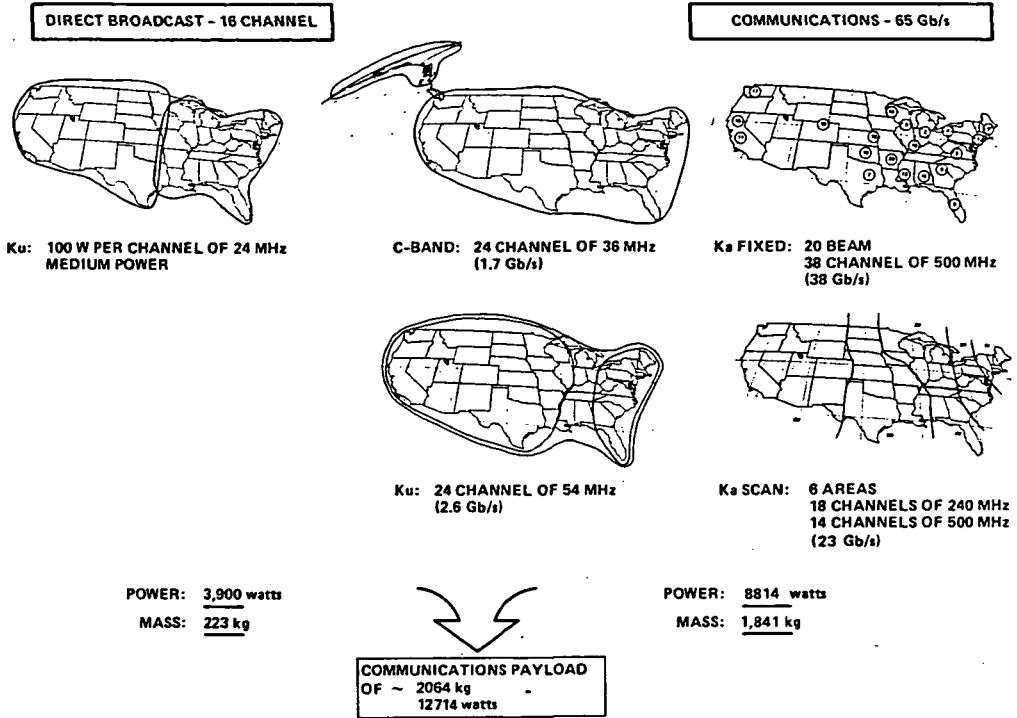 DIRECT BROADCAST - 16 CHANNEL
COMMUNICATIONS - 65 Gb/s
Ku: 100 W PER CHANNEL OF 24 MHz
MEDIUM POWER
C-BAND: 24 CHANNEL OF 36 MHz
(1.7 Gb/s)
Ka FIXED: 20 BEAM
38 CHANNEL OF 500 MHz
(38 Gb/s)
Ku: 24 CHANNEL OF 54 MHz
(2.6 Gb/s)
Ka SCAN: 6 AREAS
18 CHANNELS OF 240 MHz
14 CHANNELS OF 500 MHz
(23 Gb/s)
POWER: 3,900 watts
MASS: 223 kg
POWER: 8814 watts
MASS: 1,841 kg
COMMUNICATIONS PAYLOAD
OF ~ 2064 kg
12714 watts